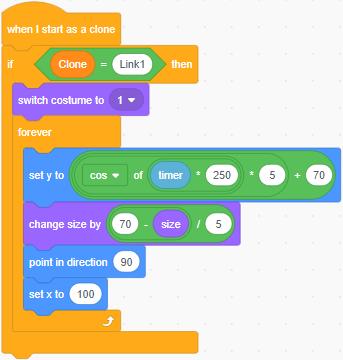 when I start as a clone
if Clone = Link1 then
switch costume to 1
forever
set y to cos of timer * 250 * 5 + 70
change size by 70 - size / 5
point in direction 90
set x to 100